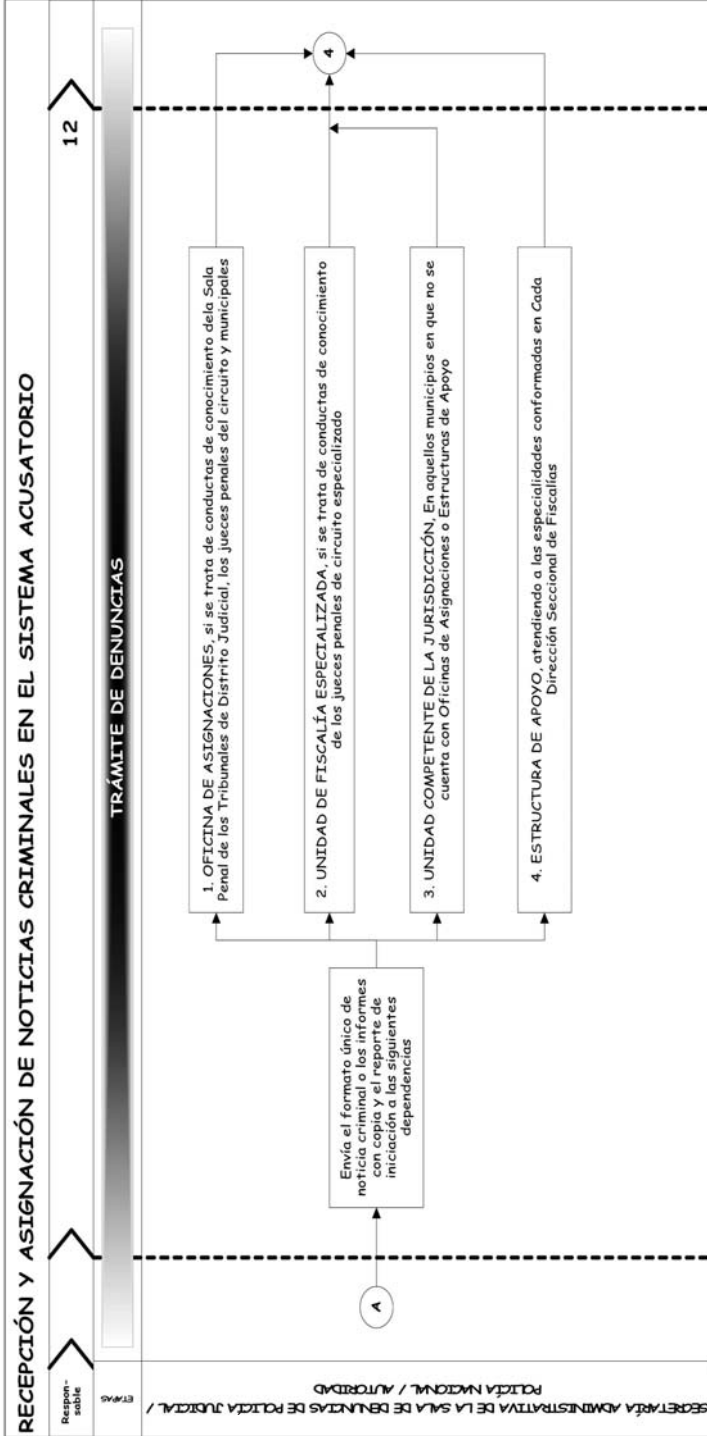 RECEPCIÓN Y ASIGNACIÓN DE NOTICIAS CRIMINALES EN EL SISTEMA ACUSATORIO
Respon-
sable
12
ETAPAS
TRÁMITE DE DENUNCIAS
SECRETARÍA ADMINISTRATIVA DE LA SALA DE DENUNCIAS DE POLICÍA JUDICIAL /
POLICÍA NACIONAL / AUTORIDAD
A
Envía el formato único de
noticia criminal o los informes
con copia y el reporte de
iniciación a las siguientes
dependencias
1. OFICINA DE ASIGNACIONES, si se trata de conductas de conocimiento dela Sala
Penal de los Tribunales de Distrito Judicial, los jueces penales del circuito y municipales
2. UNIDAD DE FISCALÍA ESPECIALIZADA, si se trata de conductas de conocimiento
de los jueces penales de circuito especializado
3. UNIDAD COMPETENTE DE LA JURISDICCIÓN, En aquellos municipios en que no se
cuenta con Oficinas de Asignaciones o Estructuras de Apoyo
4. ESTRUCTURA DE APOYO, atendiendo a las especialidades conformadas en Cada
Dirección Seccional de Fiscalías
4